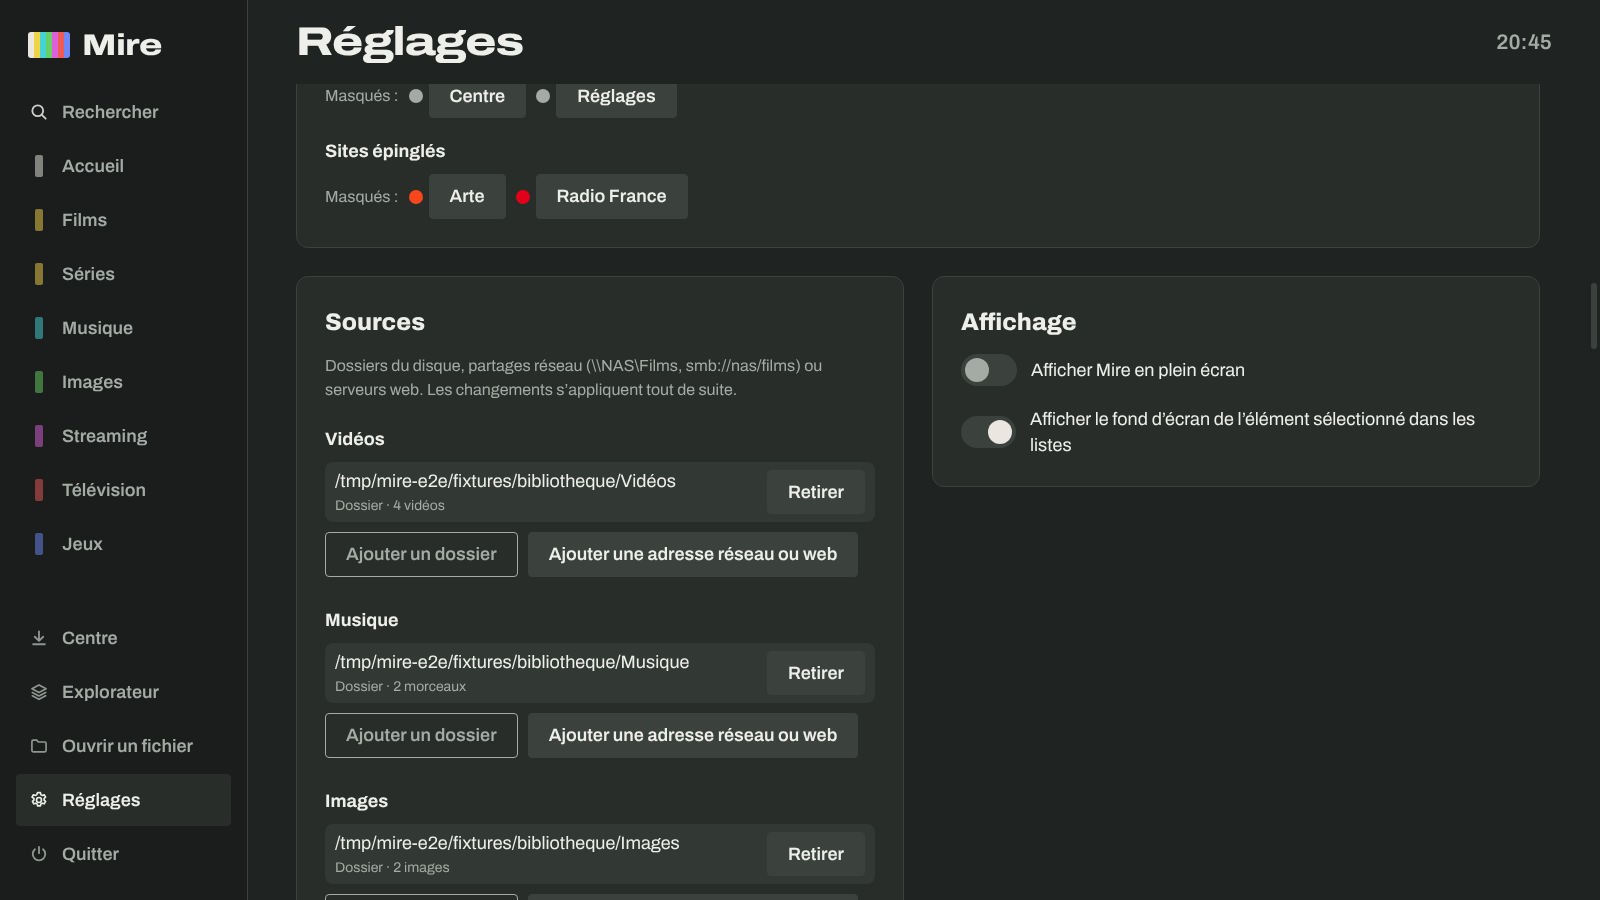 Mire
Rechercher
Accueil
Films
Séries
Musique
Images
Streaming
Télévision
Jeux
Centre
Explorateur
Ouvrir un fichier
Réglages
Quitter
Réglages
20:45
Masqués : Centre Réglages
Sites épinglés
Masqués : Arte Radio France
Sources
Dossiers du disque, partages réseau (\\NAS\Films, smb://nas/films) ou
serveurs web. Les changements s’appliquent tout de suite.
Vidéos
/tmp/mire-e2e/fixtures/bibliotheque/Vidéos
Dossier · 4 vidéos
Retirer
Ajouter un dossier Ajouter une adresse réseau ou web
Musique
/tmp/mire-e2e/fixtures/bibliotheque/Musique
Dossier · 2 morceaux
Retirer
Ajouter un dossier Ajouter une adresse réseau ou web
Images
/tmp/mire-e2e/fixtures/bibliotheque/Images
Dossier · 2 images
Retirer
Affichage
Afficher Mire en plein écran
Afficher le fond d’écran de l’élément sélectionné dans les
listes